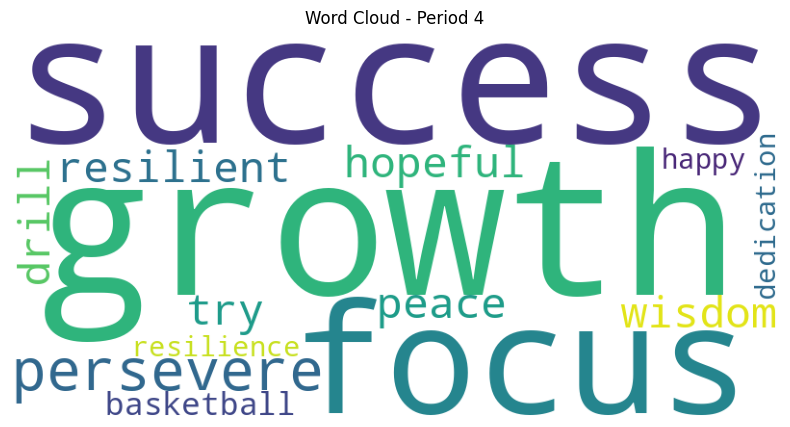 Word Cloud - Period 4
success
resilient
hopeful
happy
drill
growth
dedication
try
peace
wisdom
resilience
focus
persevere
basketball